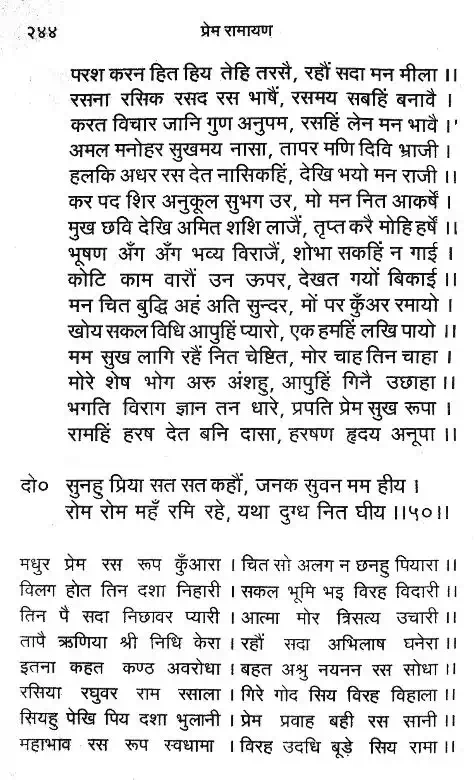 २४४ प्रेम रामायण
परश करन हित हिय तेहि तरसै, रहौं सदा मन मीला ।।
रसना रसिक रसद रस भाषैं, रसमय सबहिं बनावै ।
करत विचार जानि गुण अनुपम, रसहिं लेन मन भावै ।।
अमल मनोहर सुखमय नासा, तापर मणि दिवि भ्राजी ।
हलकि अधर रस देत नासिकहिं, देखि भयो मन राजी ।।
कर पद शिर अनुकूल सुभग उर, मो मन नित आकर्षें ।
मुख छवि देखि अमित शशि लाजैं, तृप्त करै मोहि हर्षें ।।
भूषण अँग अँग भव्य विराजैं, शोभा सकहिं न गाई ।
कोटि काम वारौं उन ऊपर, देखत गयों बिकाई ।।
मन चित बुद्धि अहं अति सुन्दर, मों पर कुँअर रमायो ।
खोय सकल विधि आपुहिं प्यारो, एक हमहिं लखि पायो ।।
मम सुख लागि रहैं नित चेष्टित, मोर चाह तिन चाहा ।
मोरे शेष भोग अरु अंशहु, आपुहिं गिनै उछाहा ।।
भगति विराग ज्ञान तन धारे, प्रपति प्रेम सुख रूपा ।
रामहिं हरष देत बनि दासा, हरषण हृदय अनूपा ।।
दो० सुनहु प्रिया सत सत कहौं, जनक सुवन मम हीय ।
रोम रोम महँ रमि रहे, यथा दुग्ध नित घीय ।।५०।।
मधुर प्रेम रस रूप कुँआरा । चित सो अलग न छनहु पियारा ।।
विलग होत तिन दशा निहारी । सकल भूमि भइ विरह विदारी ।।
तिन पै सदा निछावर प्यारी । आत्मा मोर त्रिसत्य उचारी ।।
तापै ऋणिया श्री निधि केरा । रहौं सदा अभिलाष घनेरा ।।
इतना कहत कण्ठ अवरोधा । बहत अश्रु नयनन रस सोधा ।।
रसिया रघुवर राम रसाला । गिरे गोद सिय विरह विहाला ।।
सियहु पेखि पिय दशा भुलानी । प्रेम प्रवाह बही रस सानी ।।
महाभाव रस रूप स्वधामा । विरह उदधि बूड़े सिय रामा ।।